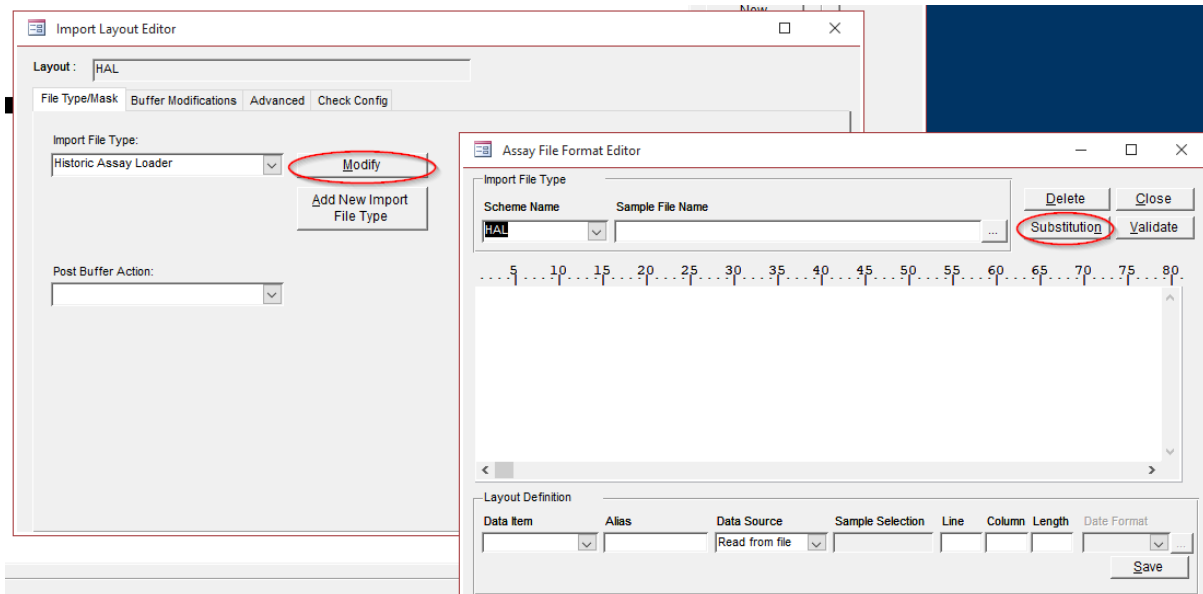 Now
Import Layout Editor
Layout : HAL
File Type/Mask Buffer Modifications Advanced Check Config
Import File Type:
Historic Assay Loader Modify
Add New Import
File Type
Post Buffer Action:
Assay File Format Editor
Import File Type
Scheme Name Sample File Name Delete Close
HAL ... Substitution Validate
....5...10...15...20...25...30...35...40...45...50...55...60...65...70...75...80.
Layout Definition
Data Item Alias Data Source Sample Selection Line Column Length Date Format
Read from file ...
Save